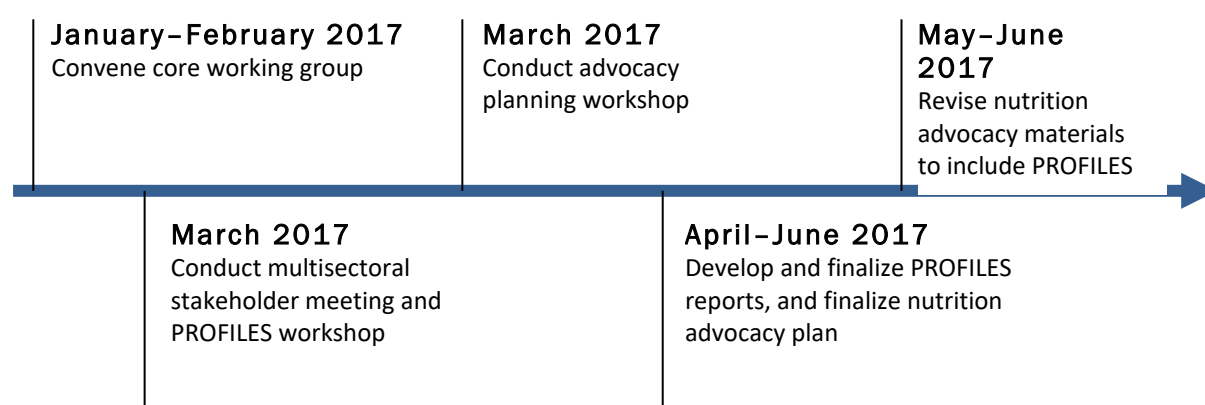 January–February 2017
Convene core working group
March 2017
Conduct advocacy
planning workshop
May–June
2017
Revise nutrition
advocacy materials
to include PROFILES
March 2017
Conduct multisectoral
stakeholder meeting and
PROFILES workshop
April–June 2017
Develop and finalize PROFILES
reports, and finalize nutrition
advocacy plan